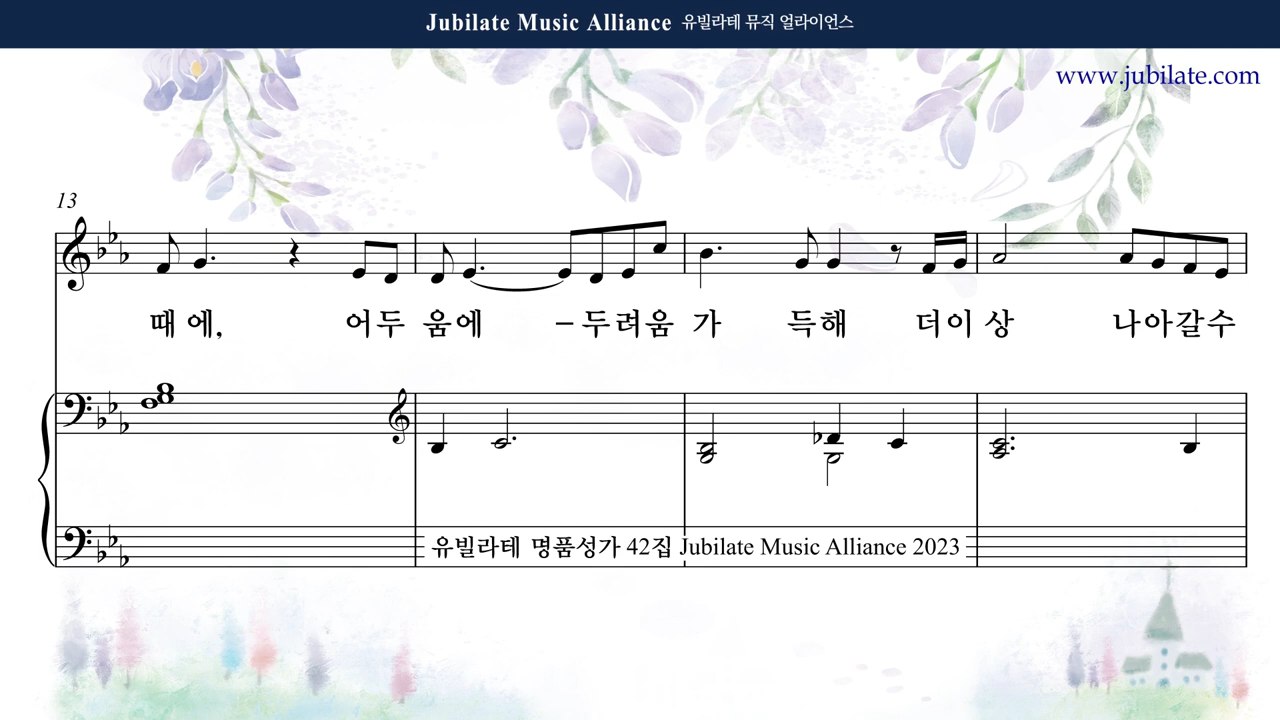 Jubilate Music Alliance 유빌라테 뮤직 얼라이언스
www.jubilate.com
13
때 에, 어두 움에 – 두려움 가 득해 더이 상 나아갈수
유빌라테 명품성가 42집 Jubilate Music Alliance 2023